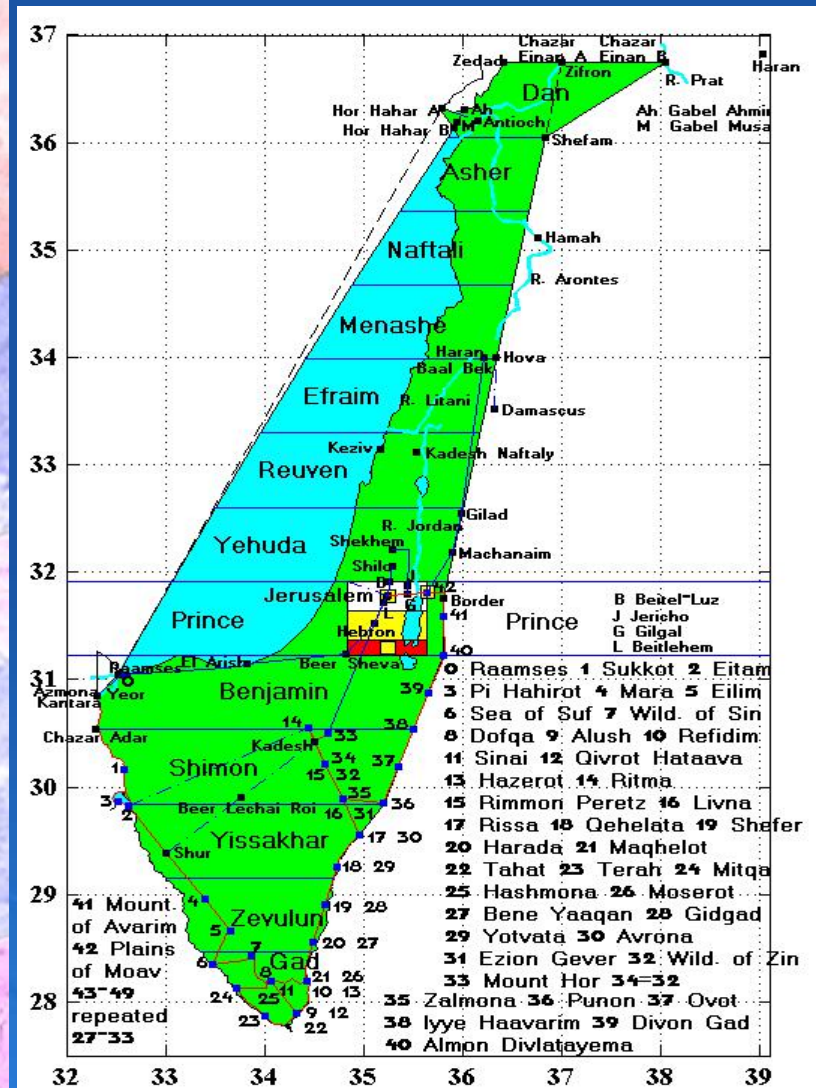 37
Chazar Chazar
Zedad Einan A Einan B
Zifron
Haran
R. Prat
Dan
Hor Hahar A
Ah
Antioch
Ah Gabel Ahmir
Hor Hahar B
M
M Gabel Musa
36
Shefam
Asher
Hamah
35
Naftali
R. Arontes
Menashe
34
Haran
Hova
Baal Bek
Efraim
R. Litani
Damascus
33
Keziv
Kadesh Naftaly
Reuven
Gilad
R. Jordan
Yehuda
Shekhem
Machanaim
32
Shilo
B
J
42
Jerusalem
G
Border
L
41
Prince
Prince
Hebron
B Beitel-Luz
J Jericho
G Gilgal
L Beitlehem
El Arish
Beer Sheva
40
31
Raamses
0
Azmona
Yeor
Kantara
Benjamin
39
Chazar Adar
14
33
38
Kadesh
Shimon
34
15 32
37
30
1
35
Beer Lechai Roi
3
2
16 31
36
Yissakhar
17 30
Shur
18 29
29
4
19 28
Zevulun
5
20 27
7
Gad
6
8
21 26
11
10 13
24
25
28
9 12
23
22
0 Raamses 1 Sukkot 2 Eitam
3 Pi Hahirot 4 Mara 5 Eilim
6 Sea of Suf 7 Wild. of Sin
8 Dofqa 9 Alush 10 Refidim
11 Sinai 12 Qivrot Hataava
13 Hazerot 14 Ritma
15 Rimmon Peretz 16 Livna
17 Rissa 18 Qehelata 19 Shefer
20 Harada 21 Maqhelot
22 Tahat 23 Terah 24 Mitqa
25 Hashmona 26 Moserot
27 Bene Yaaqan 28 Gidgad
29 Yotvata 30 Avrona
31 Ezion Gever 32 Wild. of Zin
33 Mount Hor 34=32
35 Zalmona 36 Punon 37 Ovot
38 Iyye Haavarim 39 Divon Gad
40 Almon Divlatayema
41 Mount.
of Avarim
42 Plains
of Moav
43-49
repeated
27-33
32 33 34 35 36 37 38 39